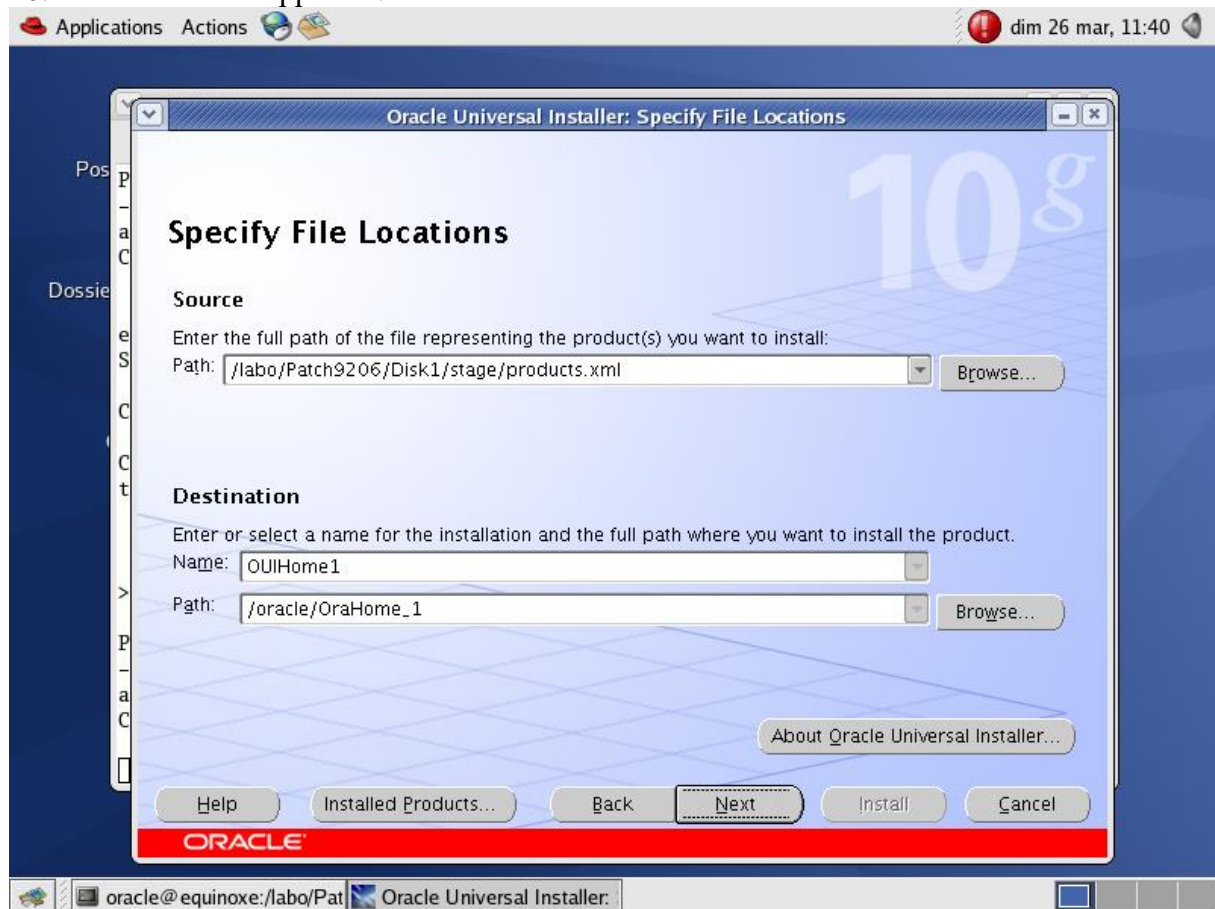 Applications Actions dim 26 mar, 11:40
Oracle Universal Installer: Specify File Locations
10g
Pos
Dossie
P
-
a
C
e
S
C
C
t
>
P
-
a
C
Specify File Locations
Source
Enter the full path of the file representing the product(s) you want to install:
Path: /labo/Patch9206/Disk1/stage/products.xml Browse...
Destination
Enter or select a name for the installation and the full path where you want to install the product.
Name: OUIHome1
Path: /oracle/OraHome_1 Browse...
About Oracle Universal Installer...
Help Installed Products... Back Next Install Cancel
ORACLE
oracle@equinoxe:/labo/Pat Oracle Universal Installer: